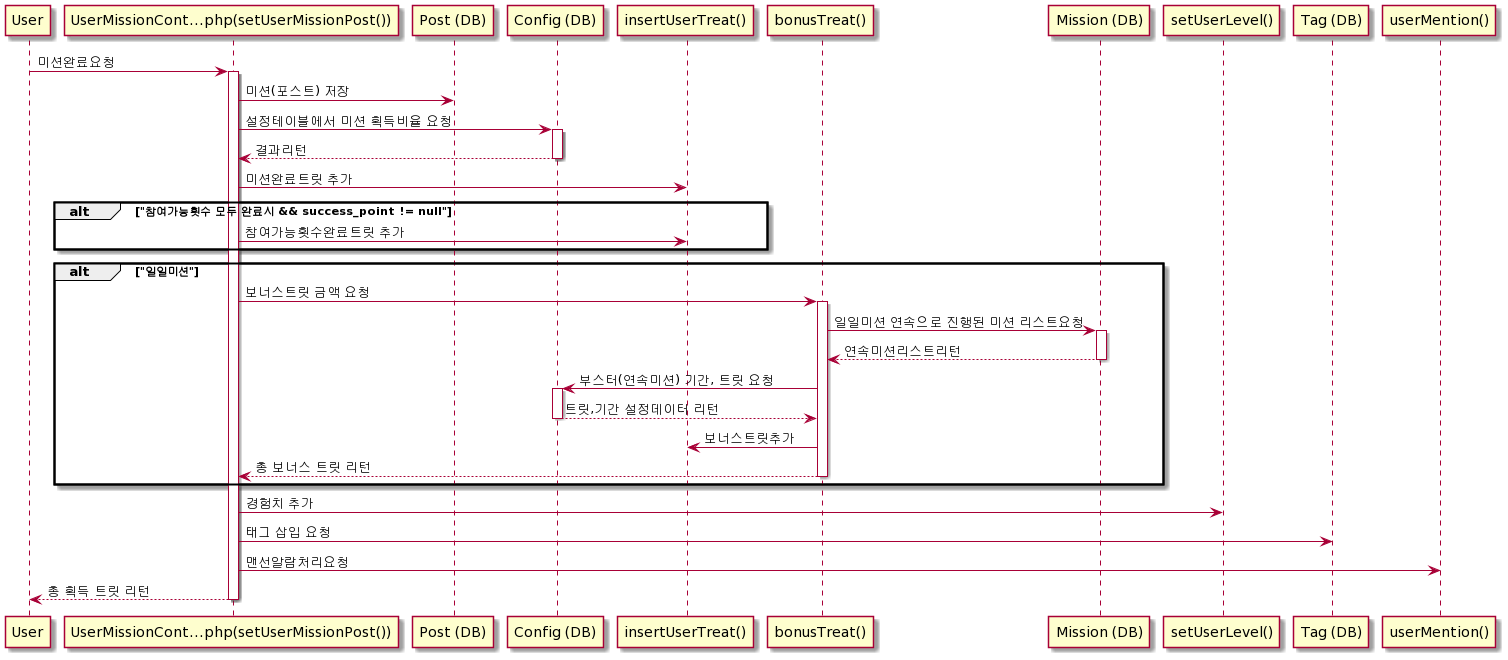 User UserMissionCont...php(setUserMissionPost()) Post (DB) Config (DB) insertUserTreat() bonusTreat() Mission (DB) setUserLevel() Tag (DB) userMention()
미션완료요청
미션(포스트) 저장
설정테이블에서 미션 획득비율 요청
결과리턴
미션완료트릿 추가
alt ["참여가능횟수 모두 완료시 && success_point != null"]
참여가능횟수완료트릿 추가
alt ["일일미션"]
보너스트릿 금액 요청
일일미션 연속으로 진행된 미션 리스트요청
연속미션리스트리턴
부스터(연속미션) 기간, 트릿 요청
트릿,기간 설정데이터 리턴
보너스트릿추가
총 보너스 트릿 리턴
경험치 추가
태그 삽입 요청
맨션알람처리요청
총 획득 트릿 리턴
User UserMissionCont...php(setUserMissionPost()) Post (DB) Config (DB) insertUserTreat() bonusTreat() Mission (DB) setUserLevel() Tag (DB) userMention()